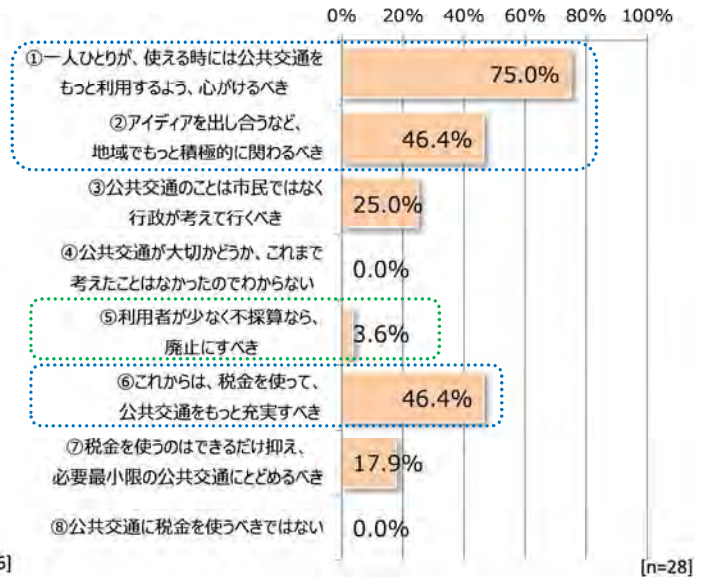 0% 20% 40% 60% 80% 100%
①一人ひとりが、使える時には公共交通を
もっと利用するよう、心がけるべき
75.0%
②アイディアを出し合うなど、
地域でもっと積極的に関わるべき
46.4%
③公共交通のことは市民ではなく
行政が考えて行くべき
25.0%
④公共交通が大切かどうか、これまで
考えたことはなかったのでわからない
0.0%
⑤利用者が少なく不採算なら、
廃止にすべき
3.6%
⑥これからは、税金を使って、
公共交通をもっと充実すべき
46.4%
⑦税金を使うのはできるだけ抑え、
必要最小限の公共交通にとどめるべき
17.9%
⑧公共交通に税金を使うべきではない
0.0%
[n=28]